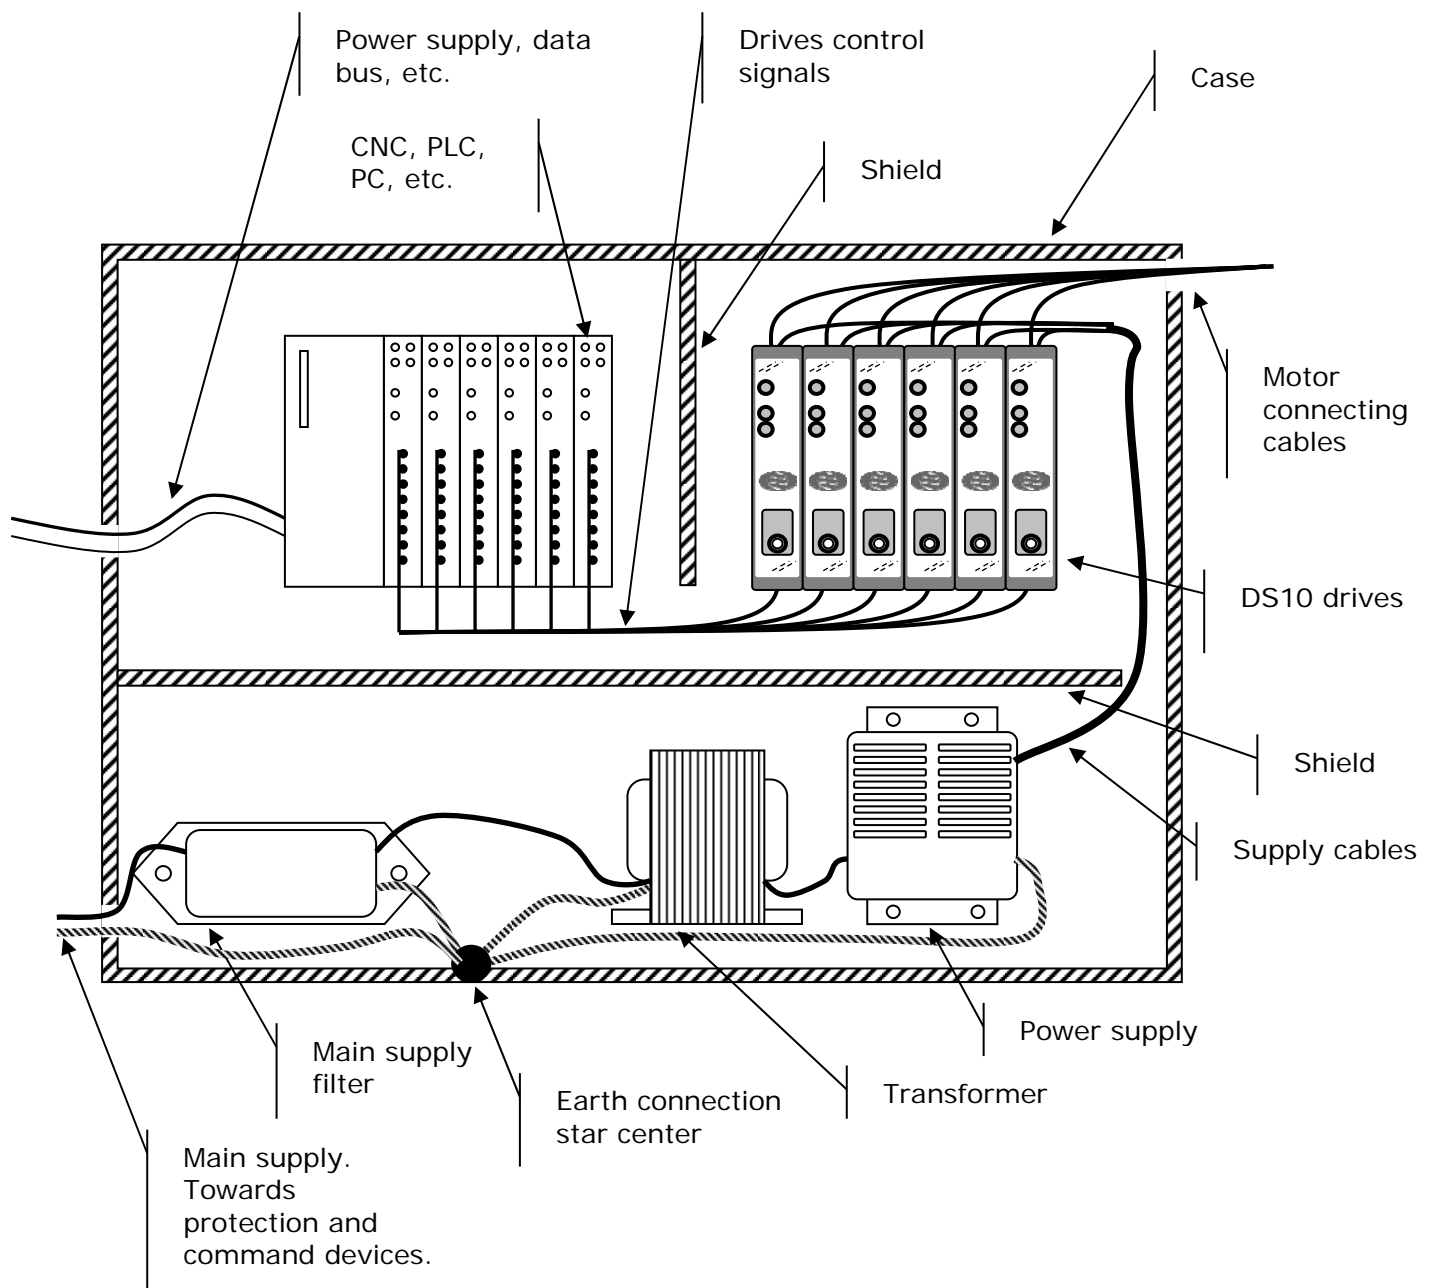 Power supply, data
bus, etc.
Drives control
signals
Case
CNC, PLC,
PC, etc.
Shield
Motor
connecting
cables
DS10 drives
Shield
Supply cables
Power supply
Main supply
filter
Transformer
Earth connection
star center
Main supply.
Towards
protection and
command devices.